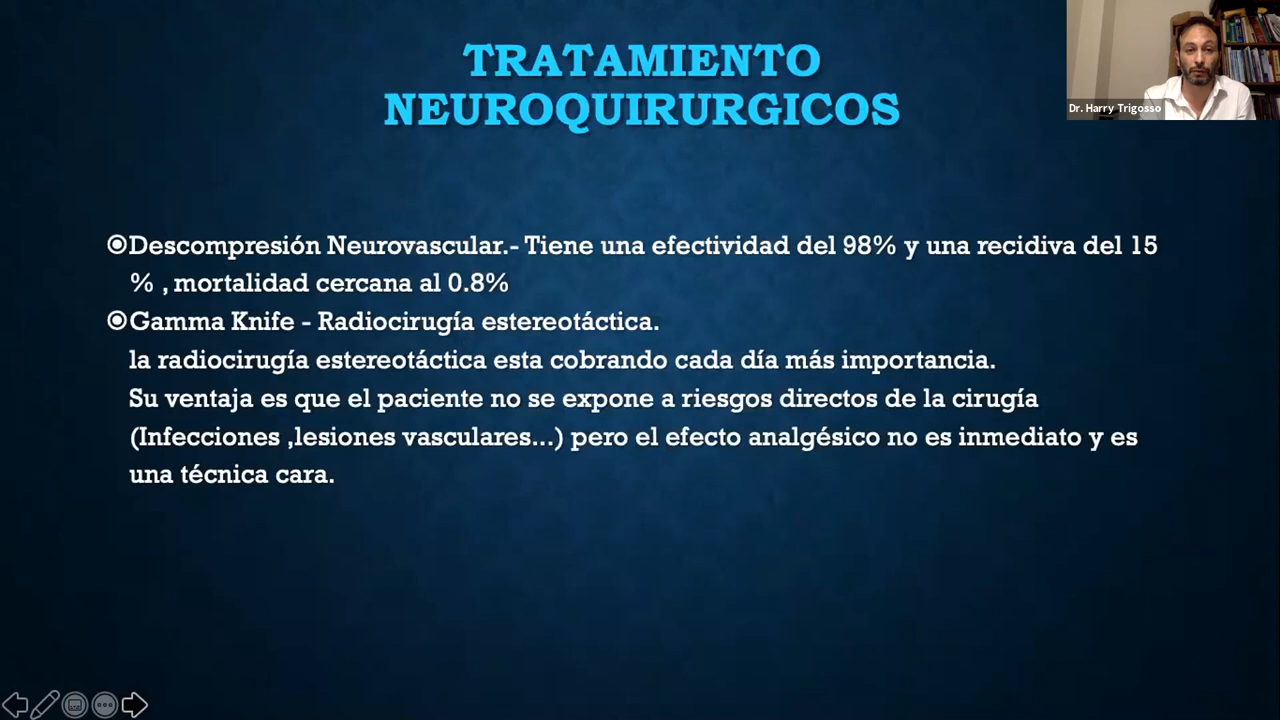 TRATAMIENTO
NEUROQUIRURGICOS
Dr. Harry Trigosso
Descompresión Neurovascular.- Tiene una efectividad del 98% y una recidiva del 15
% , mortalidad cercana al 0.8%
Gamma Knife - Radiocirugía estereotáctica.
la radiocirugía estereotáctica esta cobrando cada día más importancia.
Su ventaja es que el paciente no se expone a riesgos directos de la cirugía
(Infecciones ,lesiones vasculares...) pero el efecto analgésico no es inmediato y es
una técnica cara.